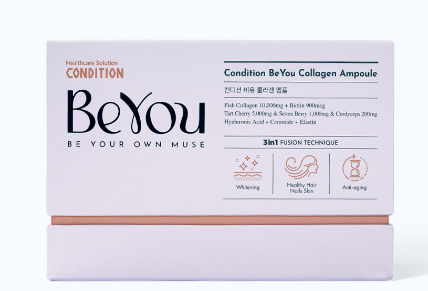 Healthcare Solution
CONDITION
BeYou
BE YOUR OWN MUSE
Condition BeYou Collagen Ampoule
컨디션 비유 콜라겐 앰플
Fish Collagen 10,000mg + Biotin 900mcg
Tart Cherry 5,000mg & Seven Berry 1,000mg & Cordyceps 200mg
Hyaluronic Acid + Ceramide + Elastin
3in1 FUSION TECHNIQUE
Whitening
Healthy Hair
Nails Skin
Anti-aging